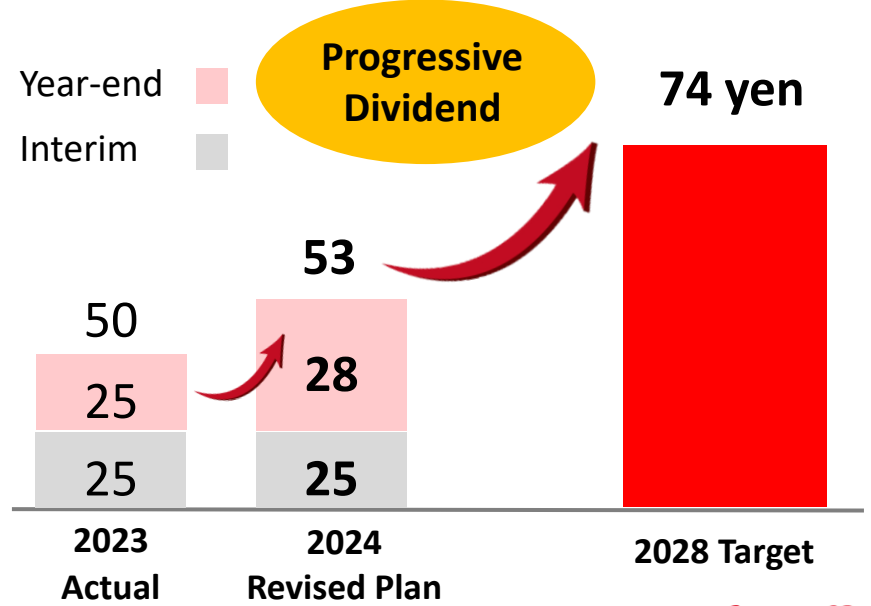 Progressive
Dividend
Year-end
Interim
74 yen
53
50
28
25
25
25
2023
Actual
2024
Revised Plan
2028 Target